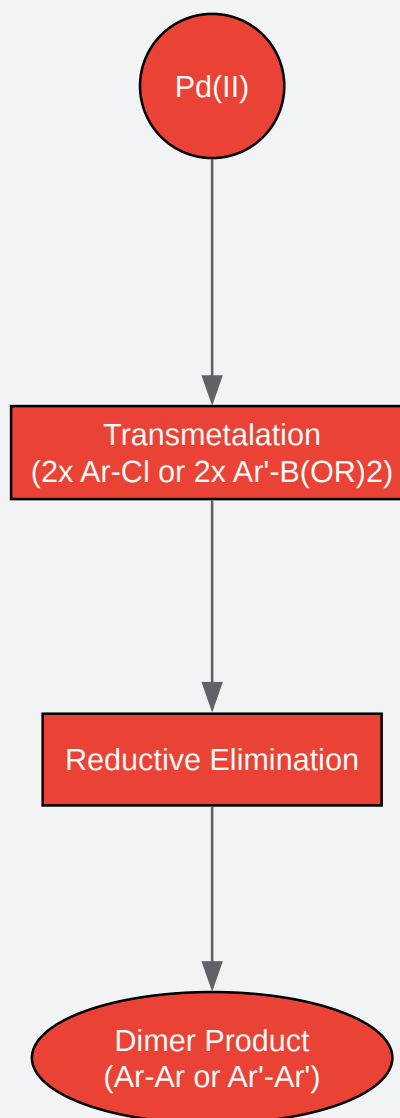 Pd(II)
Transmetalation
(2x Ar-Cl or 2x Ar'-B(OR)2)
Reductive Elimination
Dimer Product
(Ar-Ar or Ar'-Ar')